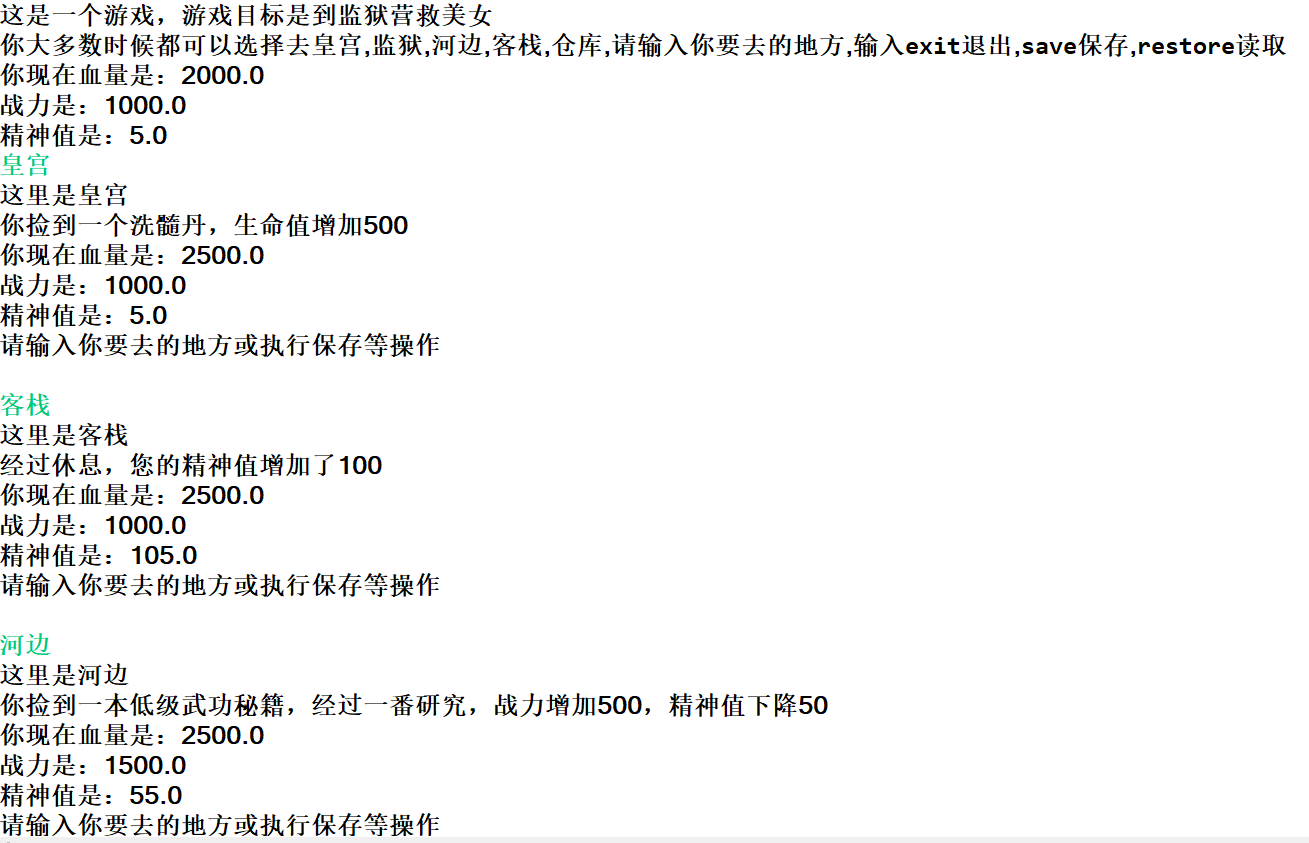 这是一个游戏，游戏目标是到监狱营救美女
你大多数时候都可以选择去皇宫,监狱,河边,客栈,仓库,请输入你要去的地方,输入exit退出,save保存,restore读取
你现在血量是：2000.0
战力是：1000.0
精神值是：5.0
皇宫
这里是皇宫
你捡到一个洗髓丹，生命值增加500
你现在血量是：2500.0
战力是：1000.0
精神值是：5.0
请输入你要去的地方或执行保存等操作
客栈
这里是客栈
经过休息，您的精神值增加了100
你现在血量是：2500.0
战力是：1000.0
精神值是：105.0
请输入你要去的地方或执行保存等操作
河边
这里是河边
你捡到一本低级武功秘籍，经过一番研究，战力增加500，精神值下降50
你现在血量是：2500.0
战力是：1500.0
精神值是：55.0
请输入你要去的地方或执行保存等操作